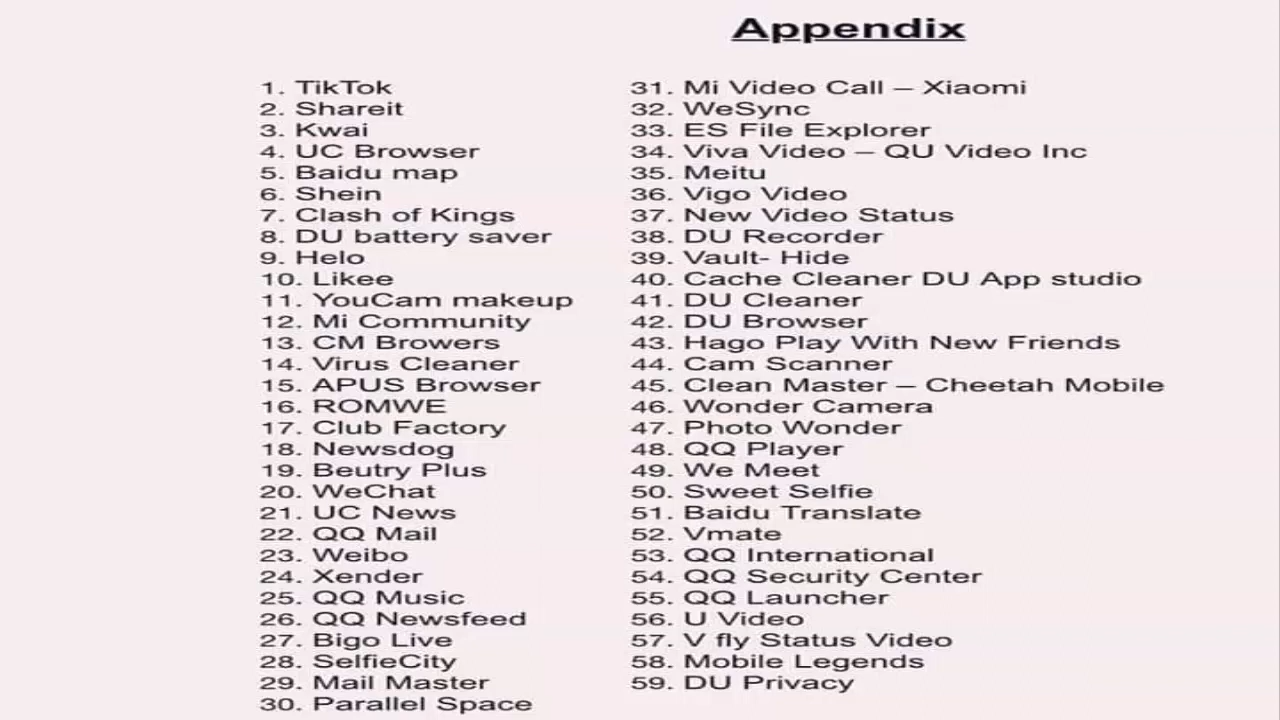 Appendix
1. TikTok
2. Shareit
3. Kwai
4. UC Browser
5. Baidu map
6. Shein
7. Clash of Kings
8. DU battery saver
9. Helo
10. Likee
11. YouCam makeup
12. Mi Community
13. CM Browers
14. Virus Cleaner
15. APUS Browser
16. ROMWE
17. Club Factory
18. Newsdog
19. Beutry Plus
20. WeChat
21. UC News
22. QQ Mail
23. Weibo
24. Xender
25. QQ Music
26. QQ Newsfeed
27. Bigo Live
28. SelfieCity
29. Mail Master
30. Parallel Space
31. Mi Video Call – Xiaomi
32. WeSync
33. ES File Explorer
34. Viva Video – QU Video Inc
35. Meitu
36. Vigo Video
37. New Video Status
38. DU Recorder
39. Vault- Hide
40. Cache Cleaner DU App studio
41. DU Cleaner
42. DU Browser
43. Hago Play With New Friends
44. Cam Scanner
45. Clean Master – Cheetah Mobile
46. Wonder Camera
47. Photo Wonder
48. QQ Player
49. We Meet
50. Sweet Selfie
51. Baidu Translate
52. Vmate
53. QQ International
54. QQ Security Center
55. QQ Launcher
56. U Video
57. V fly Status Video
58. Mobile Legends
59. DU Privacy